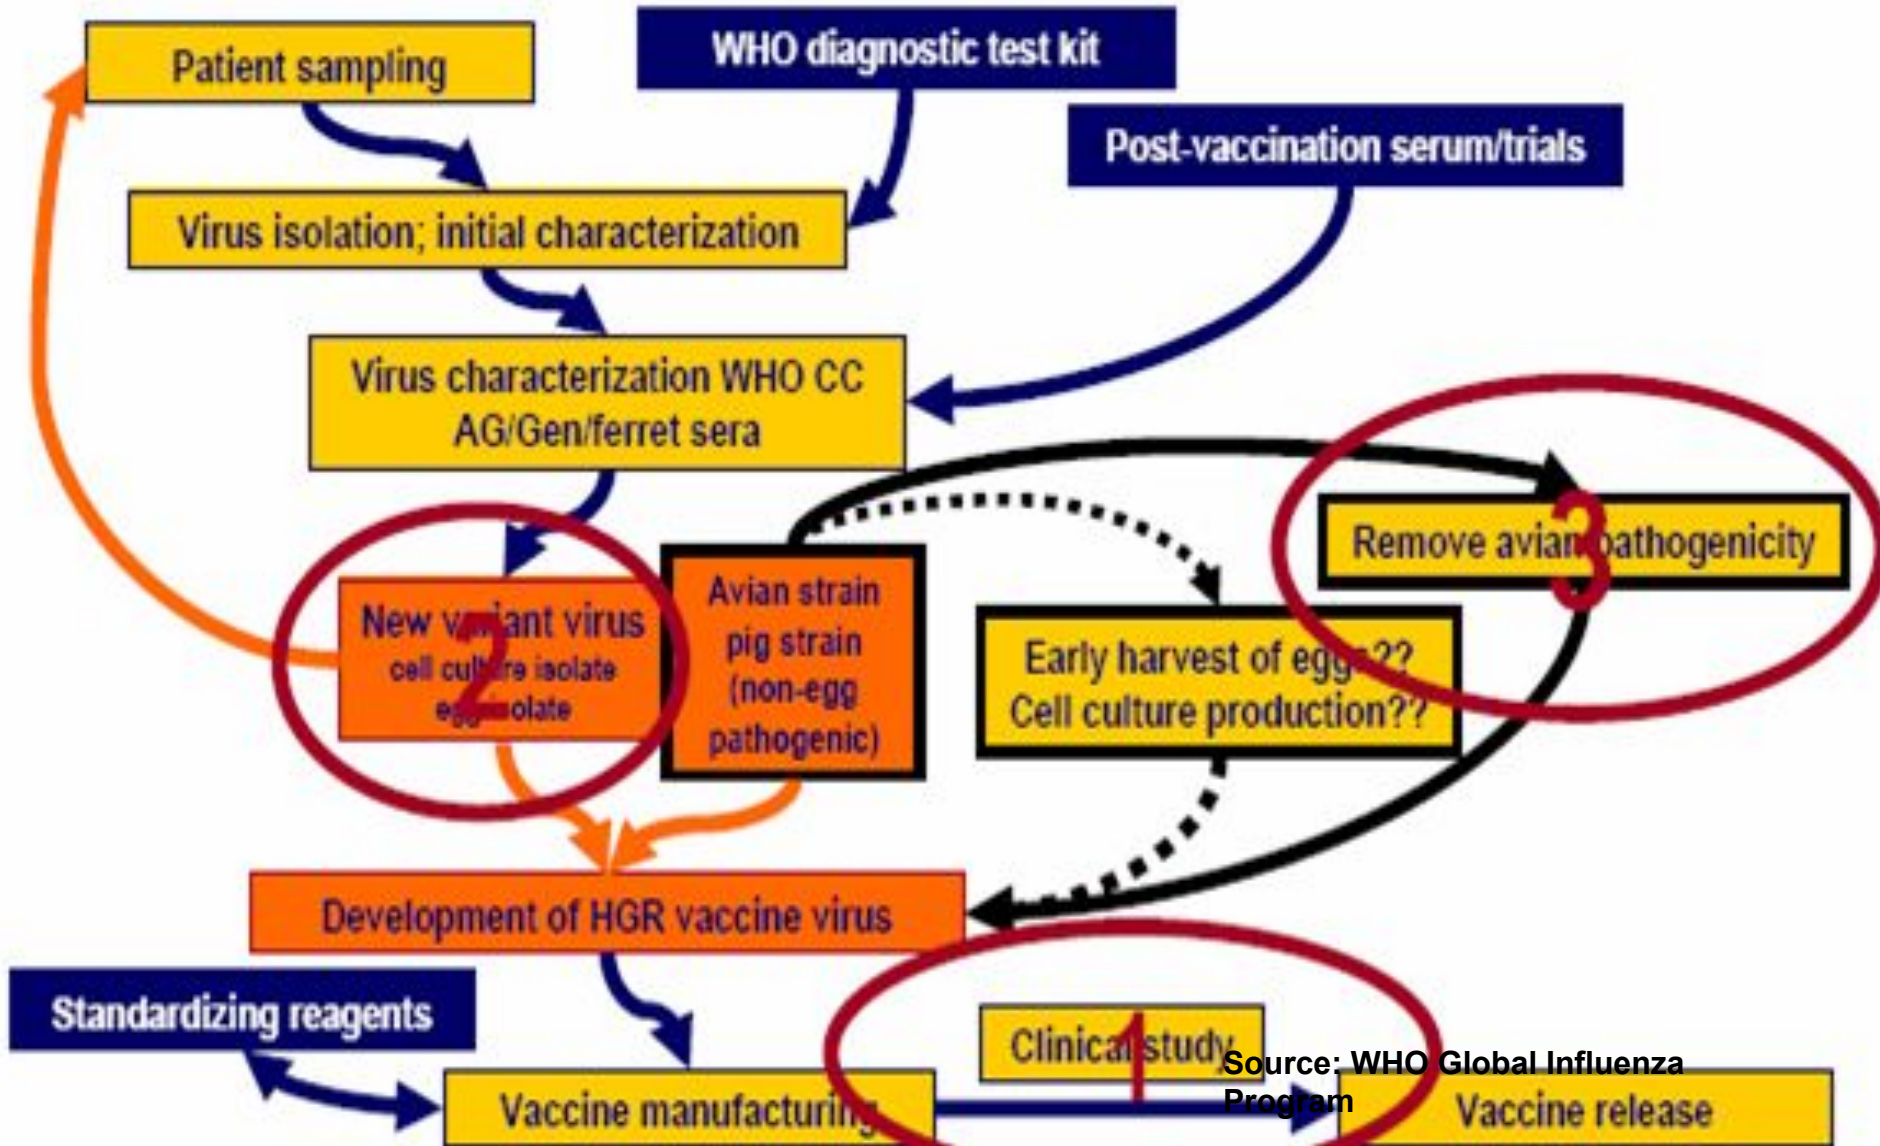 Patient sampling
WHO diagnostic test kit
Post-vaccination serum/trials
Virus isolation; initial characterization
Virus characterization WHO CC
AG/Gen/ferret sera
3
Remove avian pathogenicity
2
New variant virus
cell culture isolate
egg isolate
Avian strain
pig strain
(non-egg
pathogenic)
Early harvest of eggs??
Cell culture production??
Development of HGR vaccine virus
Standardizing reagents
1
Clinical study
Source: WHO Global Influenza
Program
Vaccine manufacturing
Vaccine release